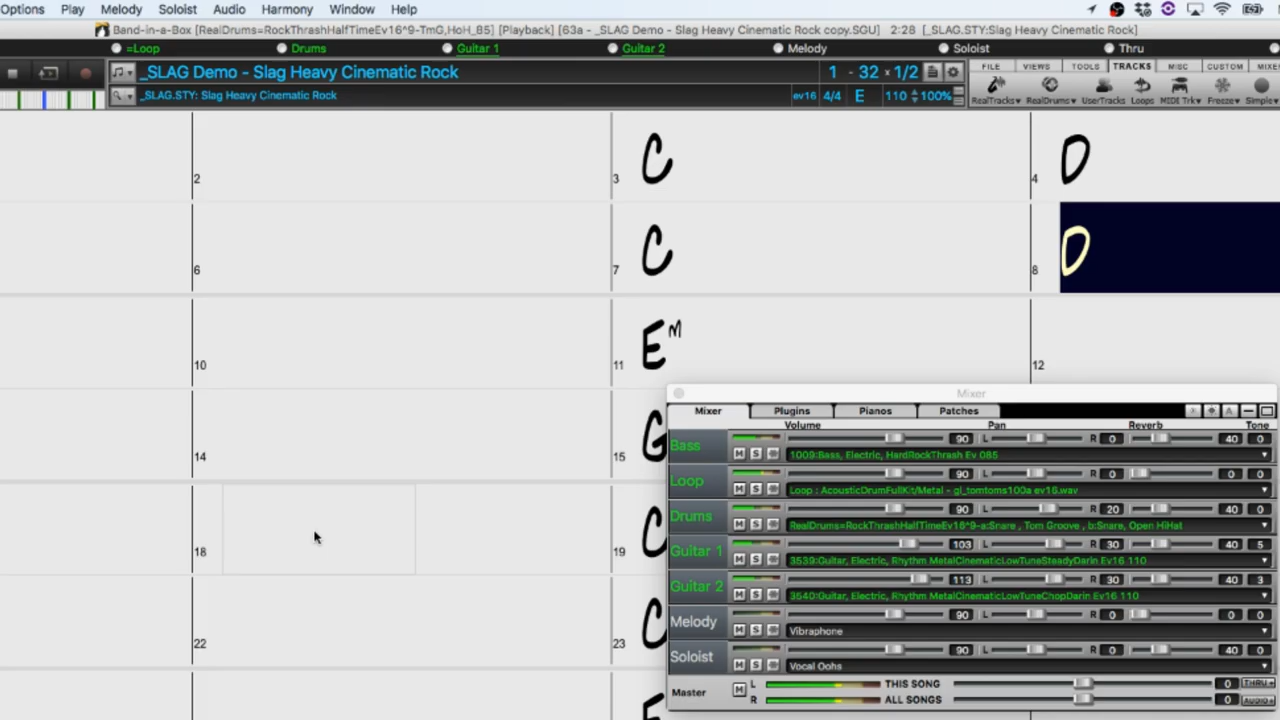 Options Play Melody Soloist Audio Harmony Window Help
Band-in-a-Box [RealDrums=RockThrashHalfTimeEv16^9-TmG,HoH_85] [Playback] [63a - _SLAG Demo - Slag Heavy Cinematic Rock copy.SGU] 2:28 [_SLAG.STY:Slag Heavy Cinematic Rock]
=Loop Drums Guitar 1 Guitar 2 Melody Soloist Thru
_SLAG Demo - Slag Heavy Cinematic Rock 1 - 32 x 1/2
FILE VIEWS TOOLS TRACKS MISC CUSTOM MIXE
_SLAG.STY: Slag Heavy Cinematic Rock ev16 4/4 E 110 100%
RealTracks RealDrums UserTracks Loops MIDI Trk Freeze Simple
2 3 C 4 D
6 7 C 8 D
10 11 Em 12
14 15 G
18 19 C
22 23 C
E
Mixer
Mixer Plugins Pianos Patches A
Volume Pan Reverb Tone
Bass 90 L R 0 40 0
M S 1009:Bass, Electric, HardRockThrash Ev 085
Loop 90 L R 0 0 0
M S Loop : AcousticDrumFullKit/Metal - gl_tomtoms100a ev16.wav
Drums 90 L R 20 40 0
M S RealDrums=RockThrashHalfTimeEv16^9-a:Snare , Tom Groove , b:Snare, Open HiHat
Guitar 1 103 L R 30 40 5
M S 3539:Guitar, Electric, Rhythm MetalCinematicLowTuneSteadyDarin Ev16 110
Guitar 2 113 L R 30 40 3
M S 3540:Guitar, Electric, Rhythm MetalCinematicLowTuneChopDarin Ev16 110
Melody 90 L R 0 0 0
M S Vibraphone
Soloist 90 L R 0 40 0
M S Vocal Oohs
Master M L THIS SONG 0 THRU
R ALL SONGS 0 AUDIO